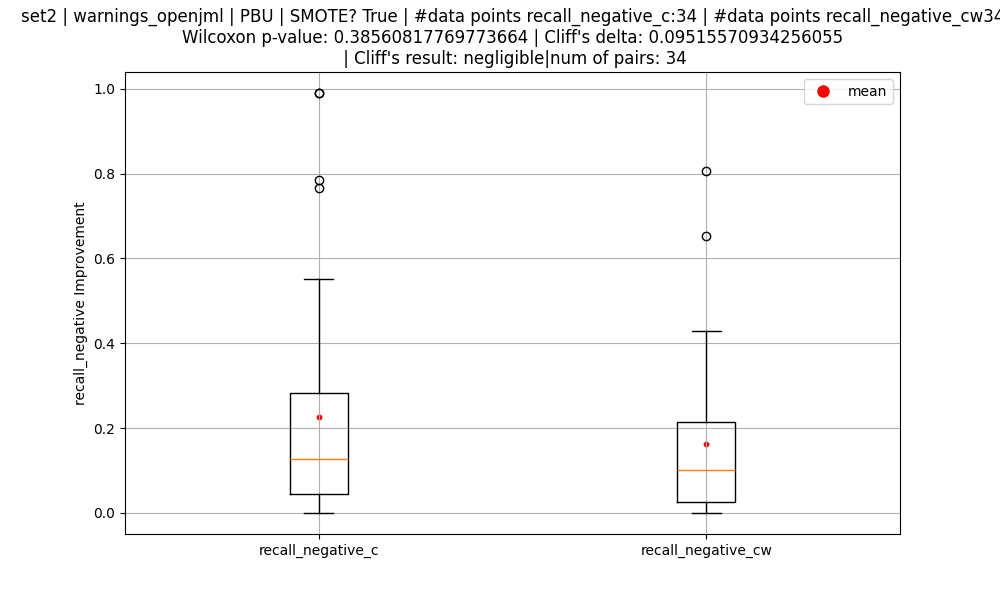 set2 | warnings_openjml | PBU | SMOTE? True | #data points recall_negative_c:34 | #data points recall_negative_cw34
Wilcoxon p-value: 0.38560817769773664 | Cliff's delta: 0.09515570934256055
| Cliff's result: negligible|num of pairs: 34
mean
1.0
0.8
0.6
0.4
0.2
0.0
recall_negative Improvement
recall_negative_c
recall_negative_cw